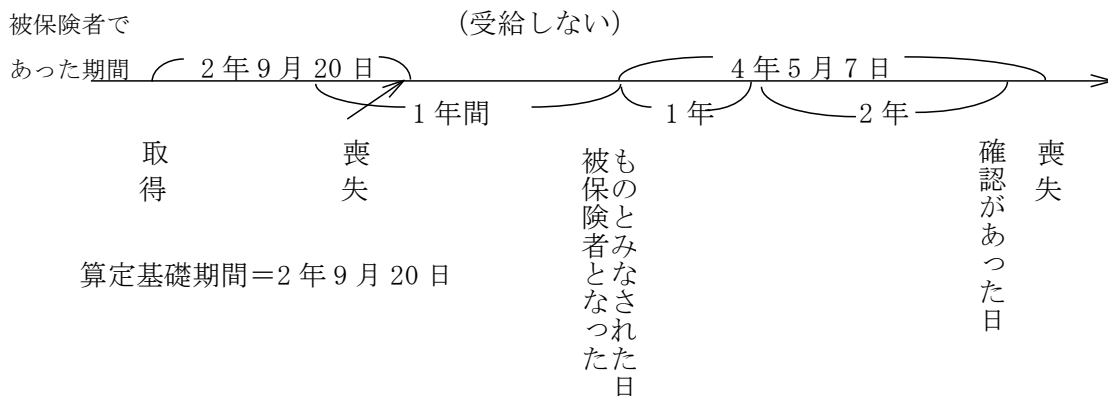 被保険者で
あった期間
(受給しない)
2年9月20日
4年5月7日
1年間
1年
2年
取得
喪失
被保険者となった
ものとみなされた日
確認があった日
喪失
算定基礎期間＝2年9月20日